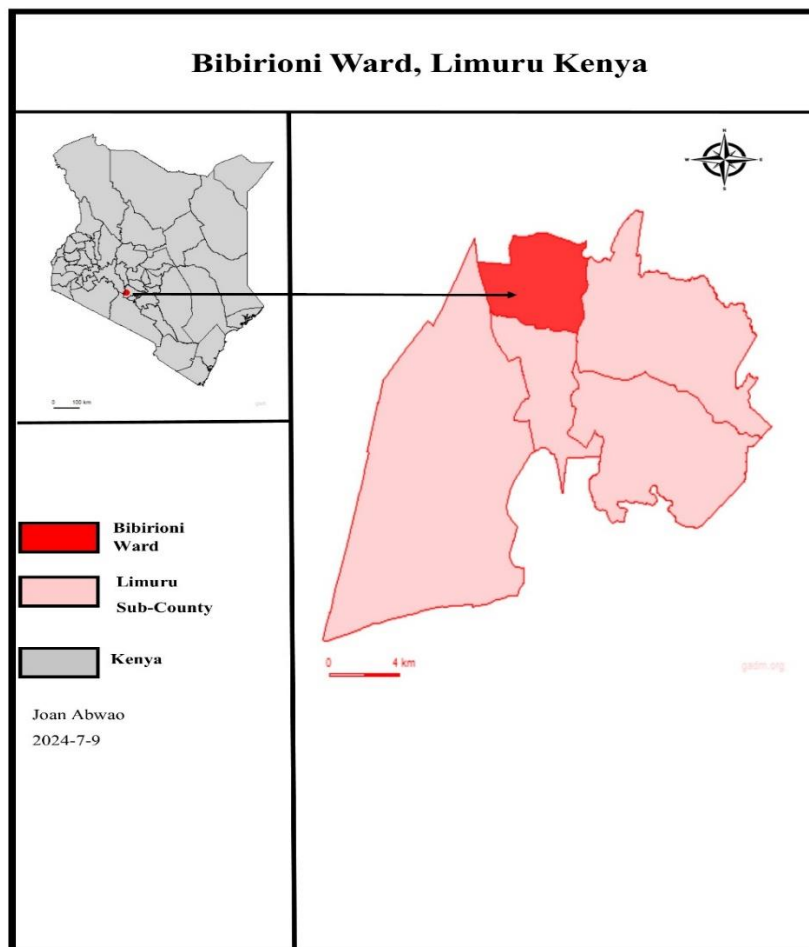 Bibirioni Ward, Limuru Kenya
N
W
E
S
0 100 km
gadm
Bibirioni
Ward
Limuru
Sub-County
Kenya
Joan Abwao
2024-7-9
0 4 km
gadm.org